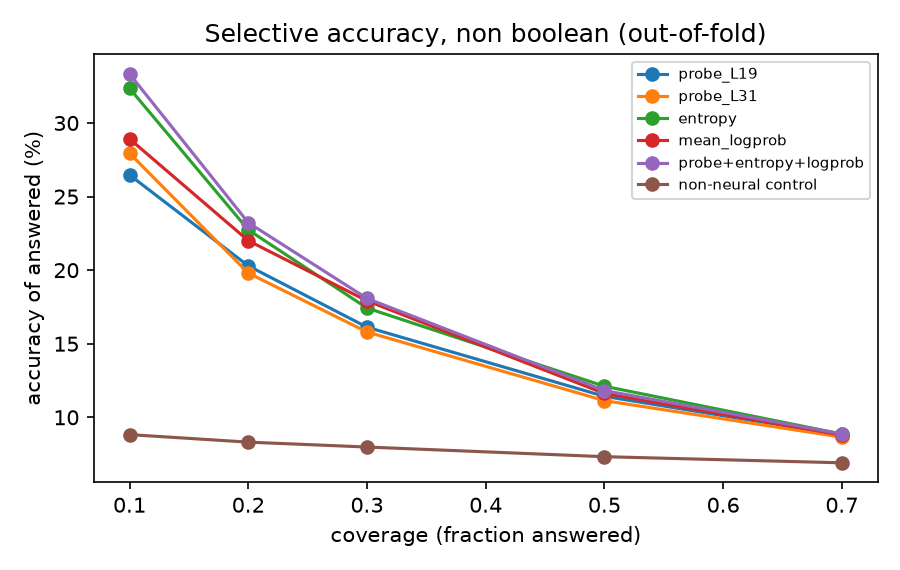 Selective accuracy, non boolean (out-of-fold)
probe_L19
probe_L31
entropy
mean_logprob
probe+entropy+logprob
non-neural control
accuracy of answered (%)
30
25
20
15
10
0.1 0.2 0.3 0.4 0.5 0.6 0.7
coverage (fraction answered)